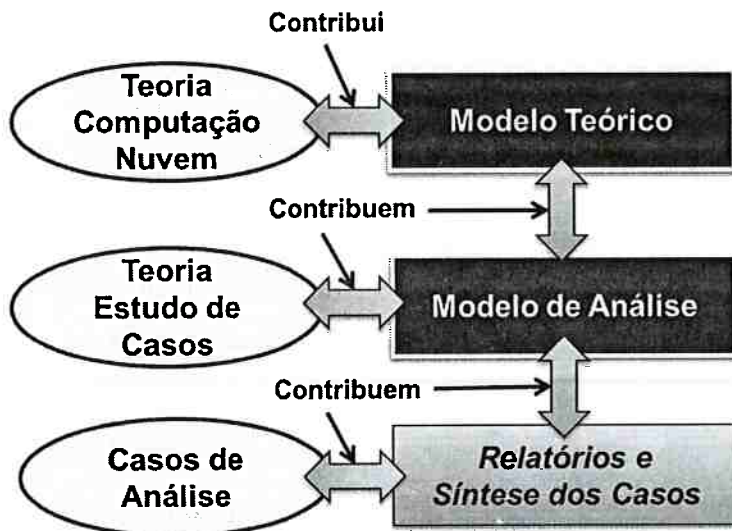 Contribui
Teoria
Computação
Nuvem
Modelo Teórico
Contribuem
Teoria
Estudo de
Casos
Modelo de Análise
Contribuem
Casos de
Análise
Relatórios e
Síntese dos Casos